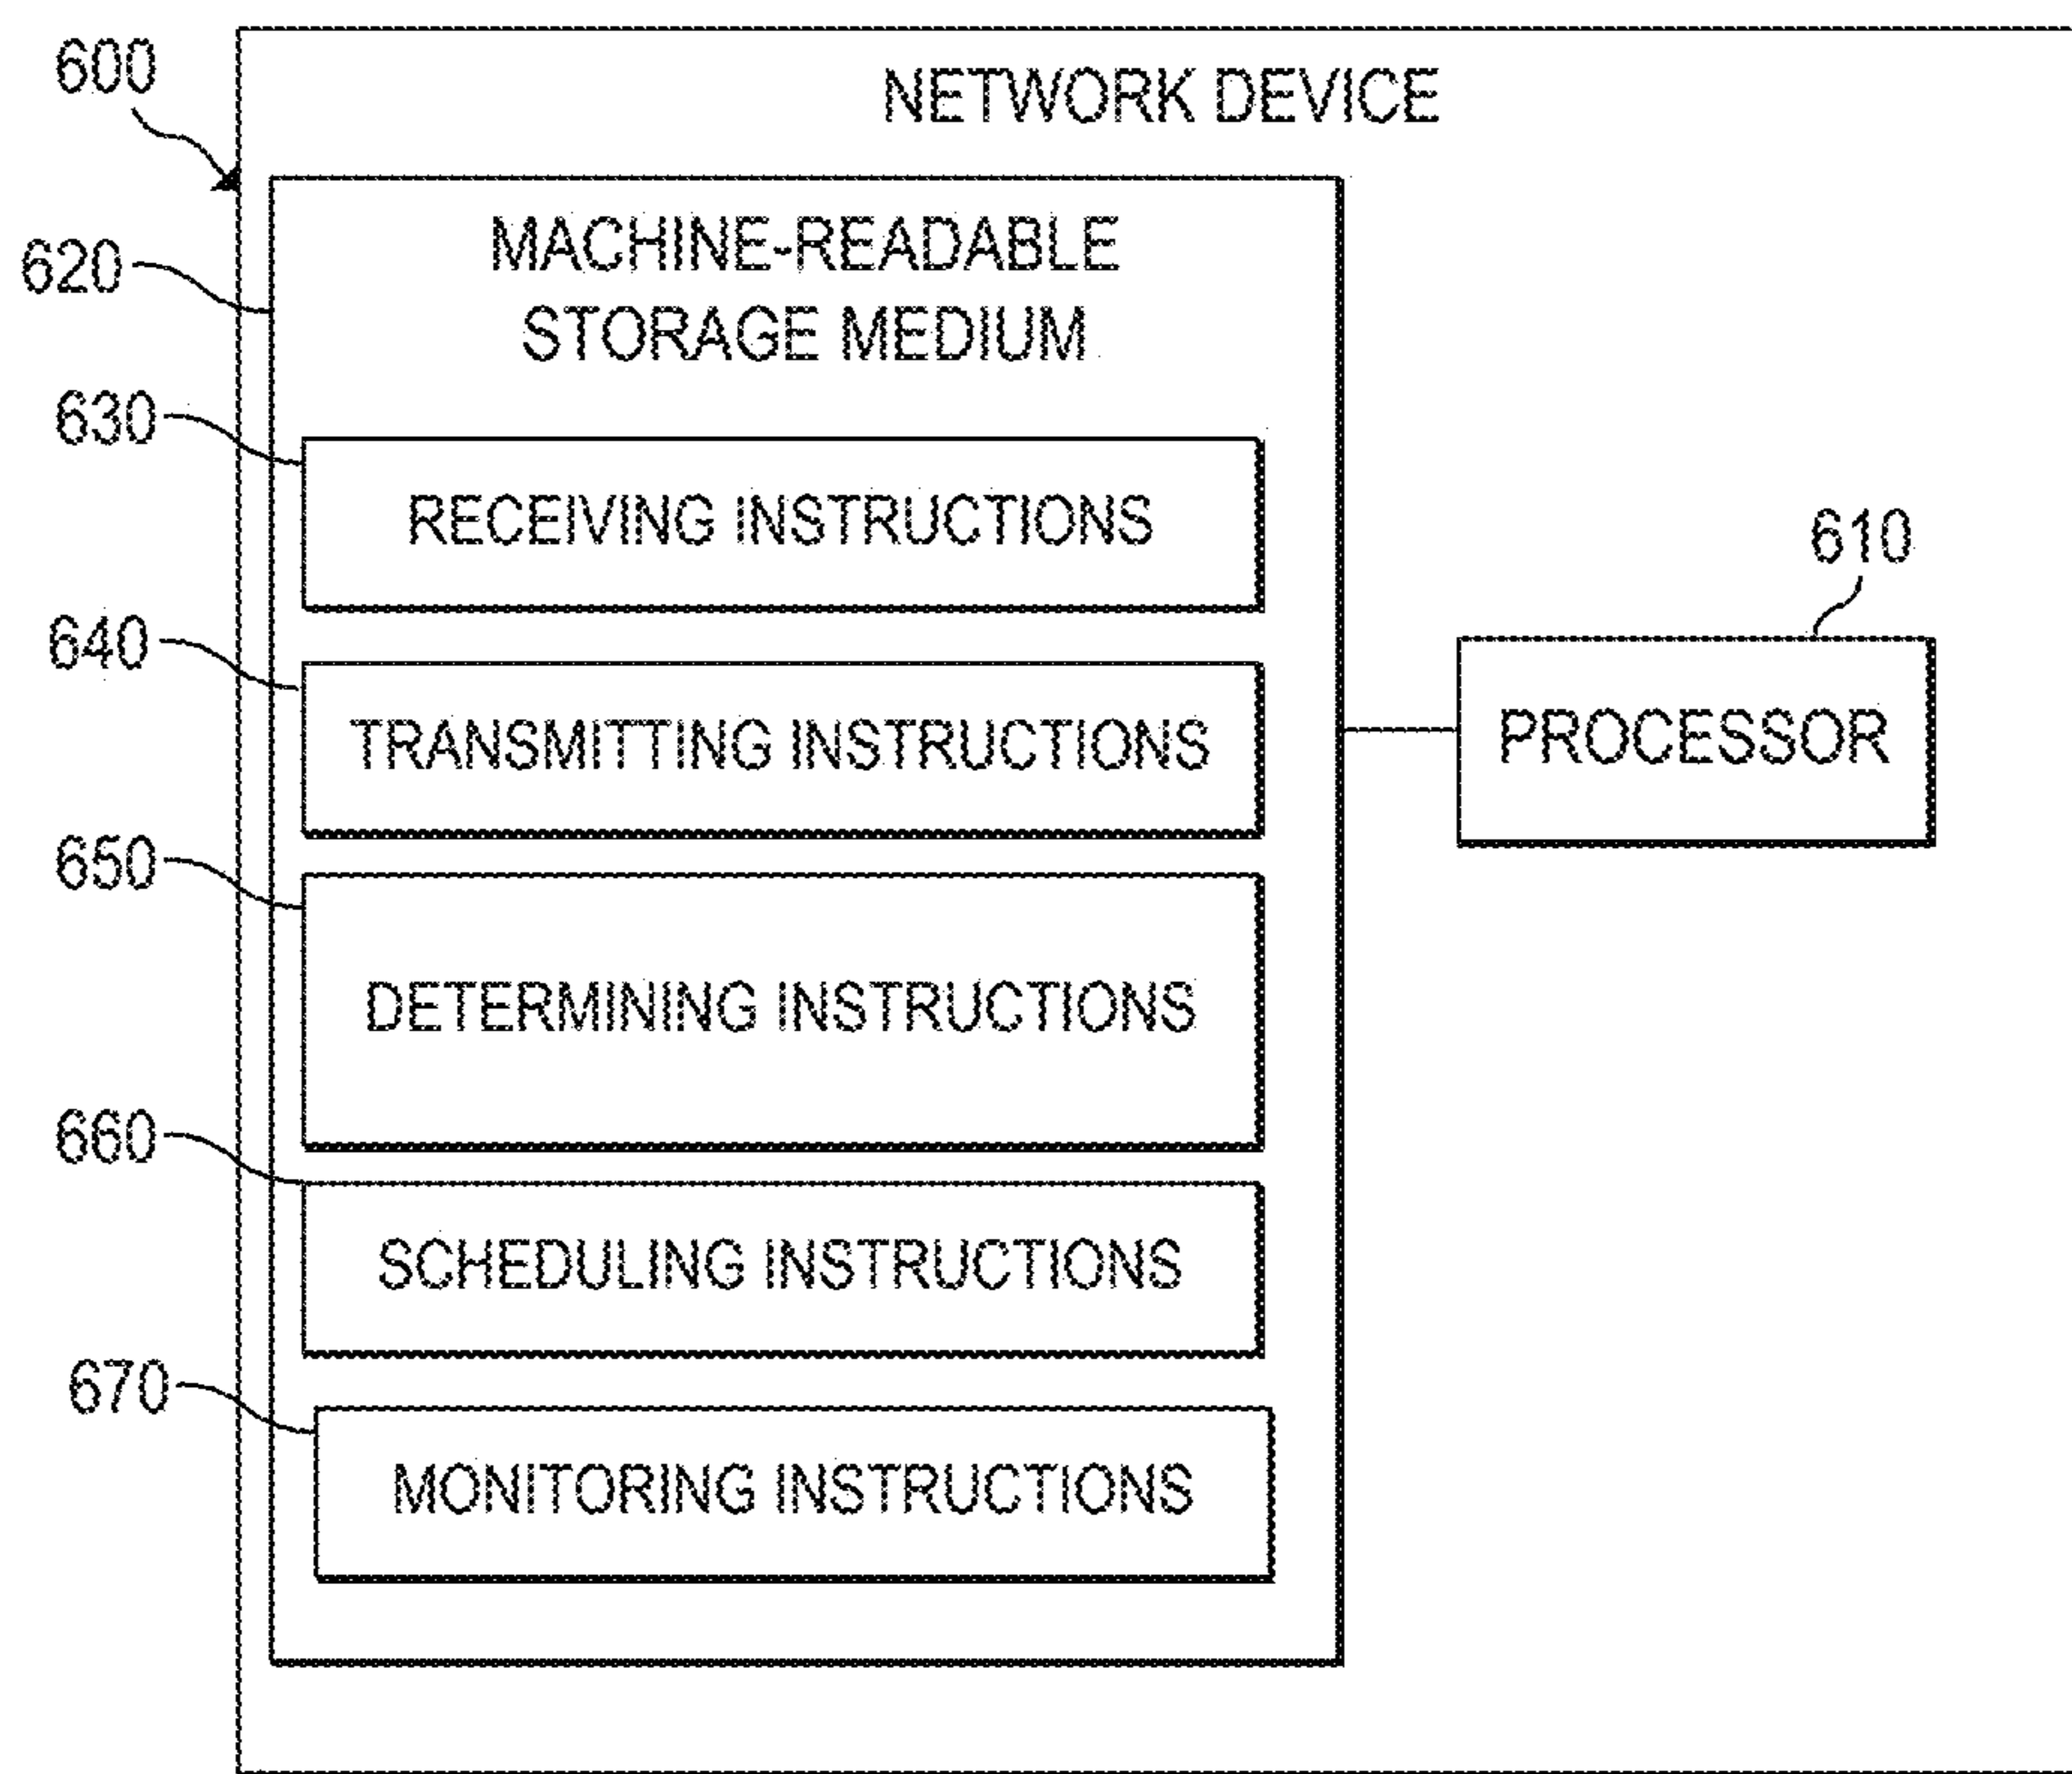 600
NETWORK DEVICE
620
MACHINE-READABLE
STORAGE MEDIUM
630
RECEIVING INSTRUCTIONS
610
640
TRANSMITTING INSTRUCTIONS
PROCESSOR
650
DETERMINING INSTRUCTIONS
660
SCHEDULING INSTRUCTIONS
670
MONITORING INSTRUCTIONS